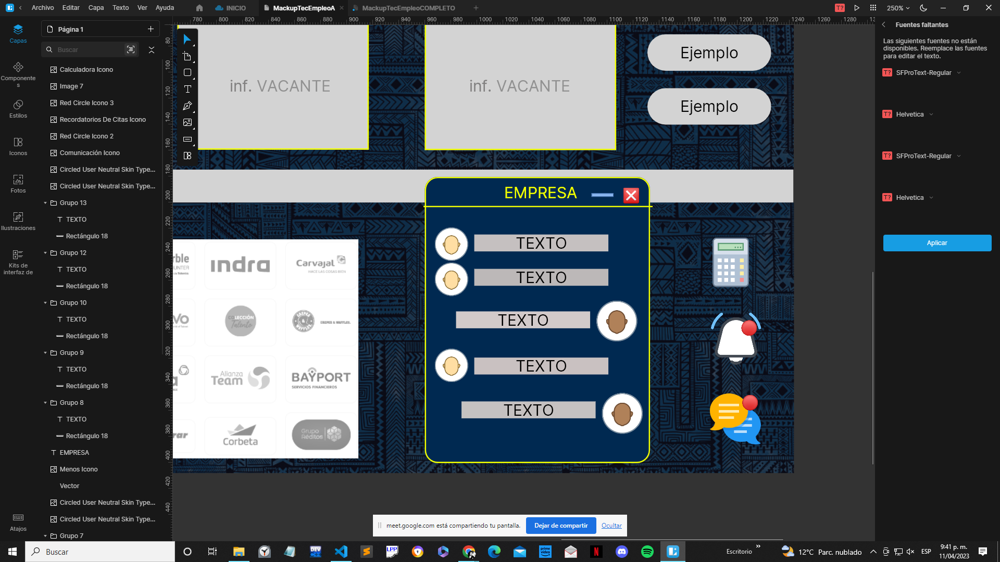 Archivo Editar Capa Texto Ver Ayuda
INICIO
MackupTecEmpleoA
MackupTecEmpleoCOMPLETO
T? 250%
Capas
Componentes
Estilos
Iconos
Fotos
Ilustraciones
Kits de interfaz de
Atajos
Página 1
Buscar
Calculadora Icono
Image 7
Red Circle Icono 3
Recordatorios De Citas Icono
Red Circle Icono 2
Comunicación Icono
Circled User Neutral Skin Type...
Circled User Neutral Skin Type...
Grupo 13
TEXTO
Rectángulo 18
Grupo 12
TEXTO
Rectángulo 18
Grupo 10
TEXTO
Rectángulo 18
Grupo 9
TEXTO
Rectángulo 18
Grupo 8
TEXTO
Rectángulo 18
EMPRESA
Menos Icono
Vector
Circled User Neutral Skin Type...
Circled User Neutral Skin Type...
Grupo 7
780 800 820 840 860 880 900 920 940 960 980 1000 1020 1040 1060 1080 1100 1120 1140 1160 1180 1200 1220 1240 1260 1280
80
100
120
140
160
180
200
220
240
260
280
300
320
340
360
380
400
420
440
inf. VACANTE
inf. VACANTE
Ejemplo
Ejemplo
EMPRESA
TEXTO
TEXTO
TEXTO
TEXTO
TEXTO
indra
Carvajal
HACE LAS COSAS BIEN
COLECCIÓN
Talento
CREPES & WAFFLES
Alianza
Team
BAYPORT
SERVICIOS FINANCIEROS
Corbeta
Grupo
Réditos
Fuentes faltantes
Las siguientes fuentes no están
disponibles. Reemplace las fuentes
para editar el texto.
T? SFProText-Regular
T? Helvetica
T? SFProText-Regular
T? Helvetica
Aplicar
meet.google.com está compartiendo tu pantalla.
Dejar de compartir
Ocultar
Buscar
DEV
LPP
prime video
Escritorio
12°C Parc. nublado
ESP
9:41 p. m.
11/04/2023